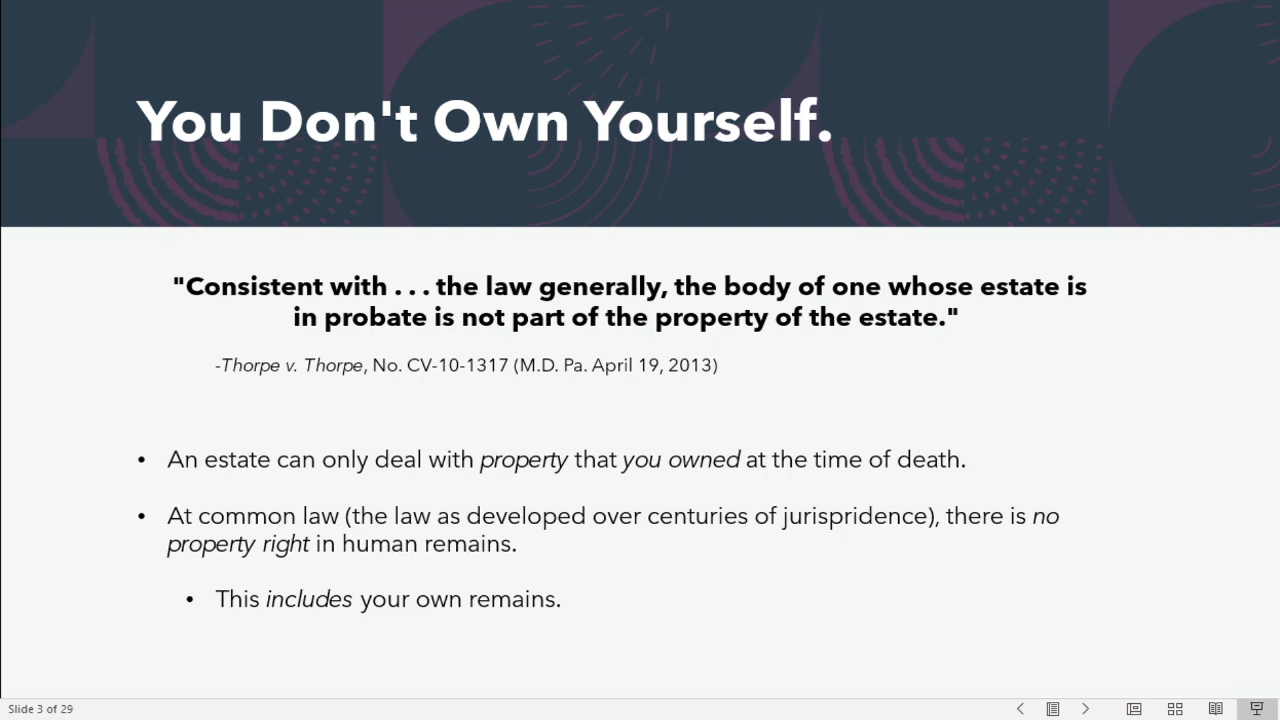 You Don't Own Yourself.
"Consistent with . . . the law generally, the body of one whose estate is
in probate is not part of the property of the estate."
-Thorpe v. Thorpe, No. CV-10-1317 (M.D. Pa. April 19, 2013)
• An estate can only deal with property that you owned at the time of death.
• At common law (the law as developed over centuries of jurispridence), there is no
property right in human remains.
• This includes your own remains.
Slide 3 of 29